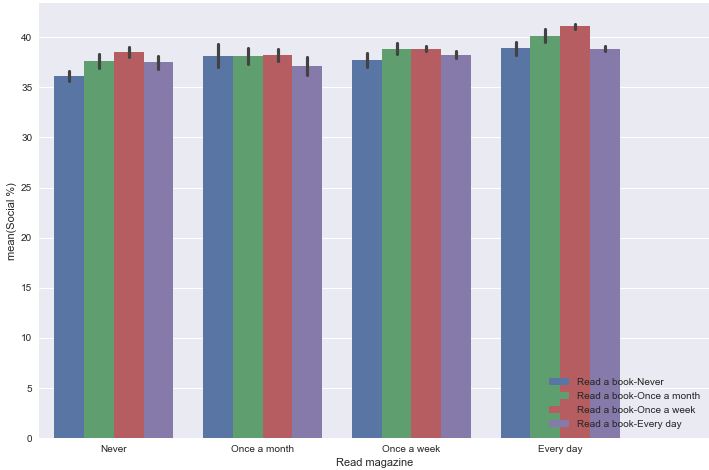 40
35
30
25
20
15
10
5
0
mean(Social %)
Never
Once a month
Once a week
Every day
Read magazine
Read a book-Never
Read a book-Once a month
Read a book-Once a week
Read a book-Every day